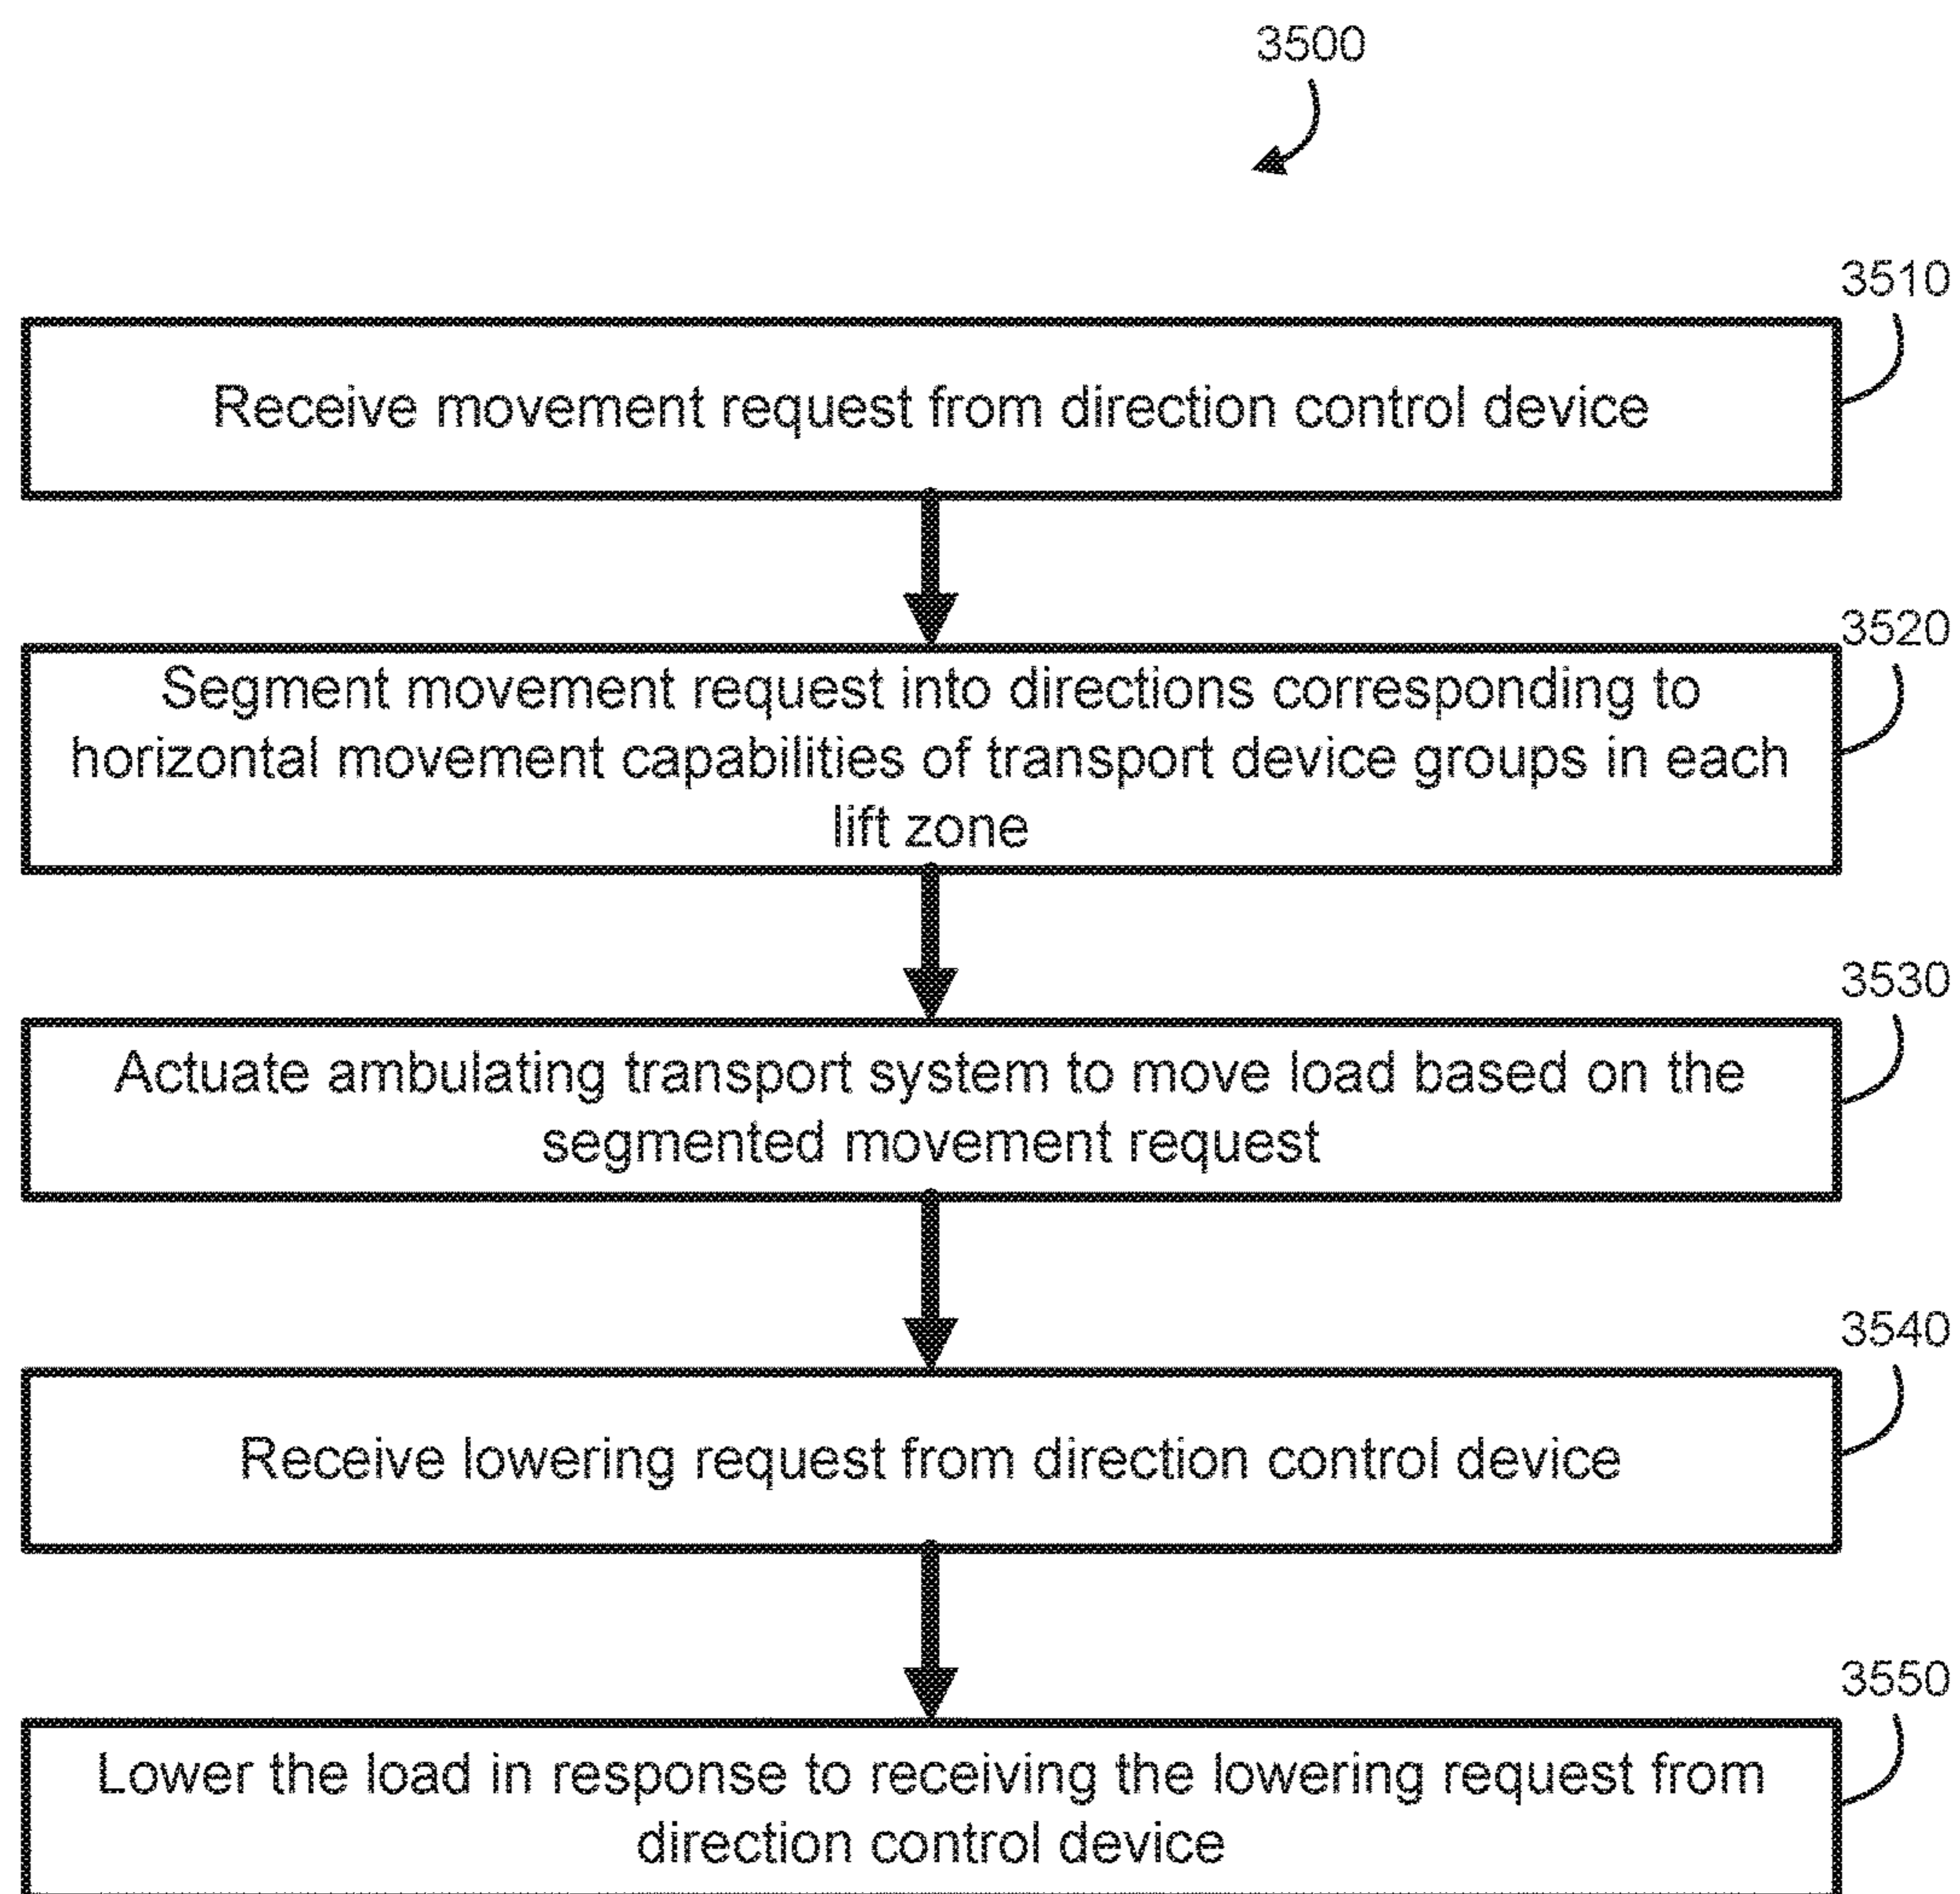 3500
3510
Receive movement request from direction control device
3520
Segment movement request into directions corresponding to
horizontal movement capabilities of transport device groups in each
lift zone
3530
Actuate ambulating transport system to move load based on the
segmented movement request
3540
Receive lowering request from direction control device
3550
Lower the load in response to receiving the lowering request from
direction control device